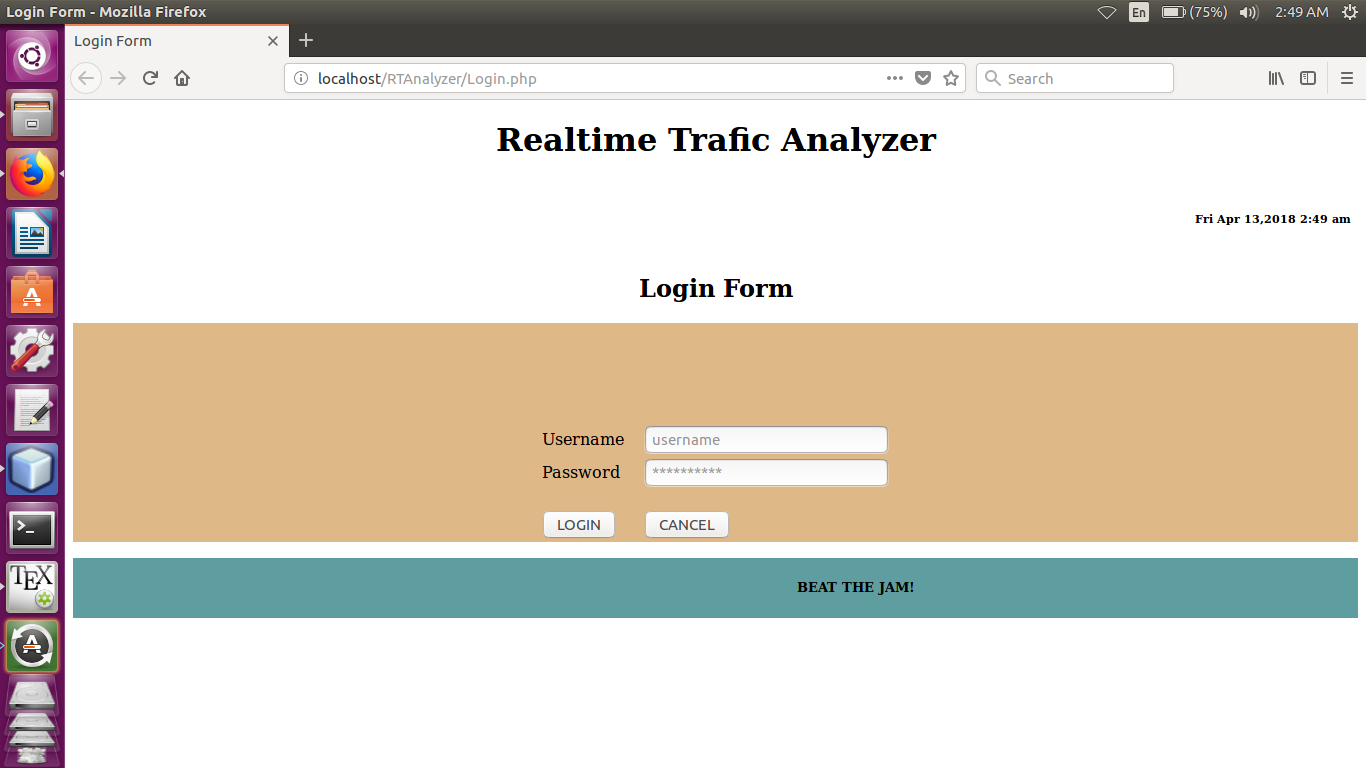 Login Form - Mozilla Firefox
En (75%) 2:49 AM
Login Form
localhost/RTAnalyzer/Login.php
Search
Realtime Trafic Analyzer
Fri Apr 13,2018 2:49 am
Login Form
Username username
Password **********
LOGIN CANCEL
BEAT THE JAM!
>_
TEX